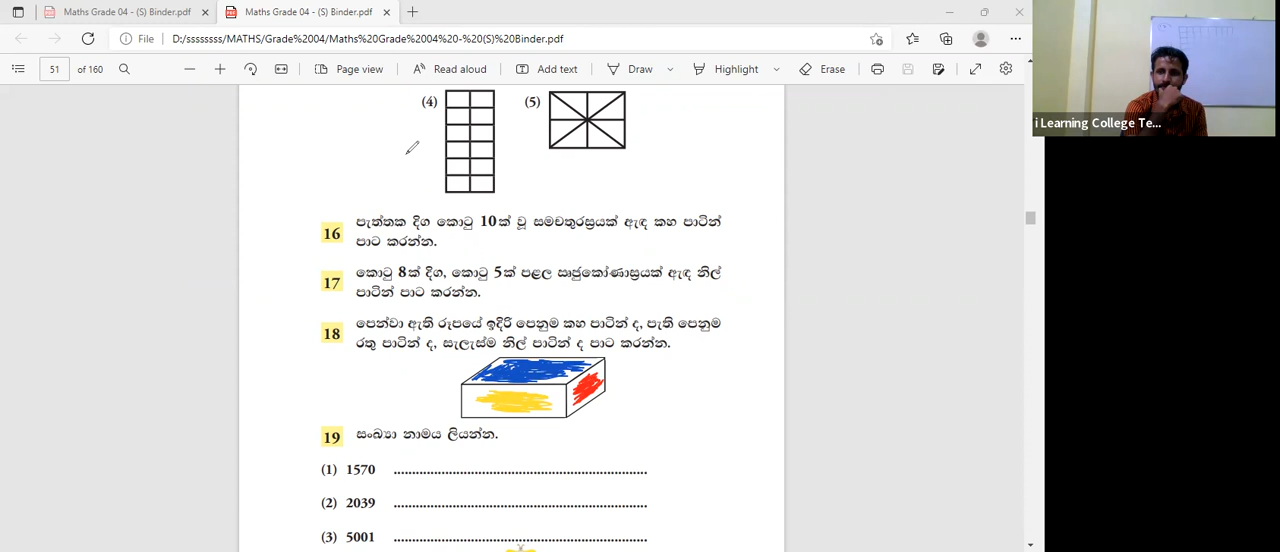 Maths Grade 04 - (S) Binder.pdf
Maths Grade 04 - (S) Binder.pdf
File
D:/ssssssss/MATHS/Grade%2004/Maths%20Grade%2004%20-%20(S)%20Binder.pdf
51 of 160
Page view
Read aloud
Add text
Draw
Highlight
Erase
i Learning College Te...
(4)
(5)
16 පැත්තක දිග කොටු 10ක් වූ සමචතුරස්‍රයක් ඇඳ කහ පාටින්
පාට කරන්න.
17 කොටු 8ක් දිග, කොටු 5ක් පළල ඍජුකෝණාස්‍රයක් ඇඳ නිල්
පාටින් පාට කරන්න.
18 පෙන්වා ඇති රූපයේ ඉදිරි පෙනුම කහ පාටින් ද, පැති පෙනුම
රතු පාටින් ද, සැලැස්ම නිල් පාටින් ද පාට කරන්න.
19 සංඛ්‍යා නාමය ලියන්න.
(1) 1570 ....................................................................
(2) 2039 ....................................................................
(3) 5001 ....................................................................